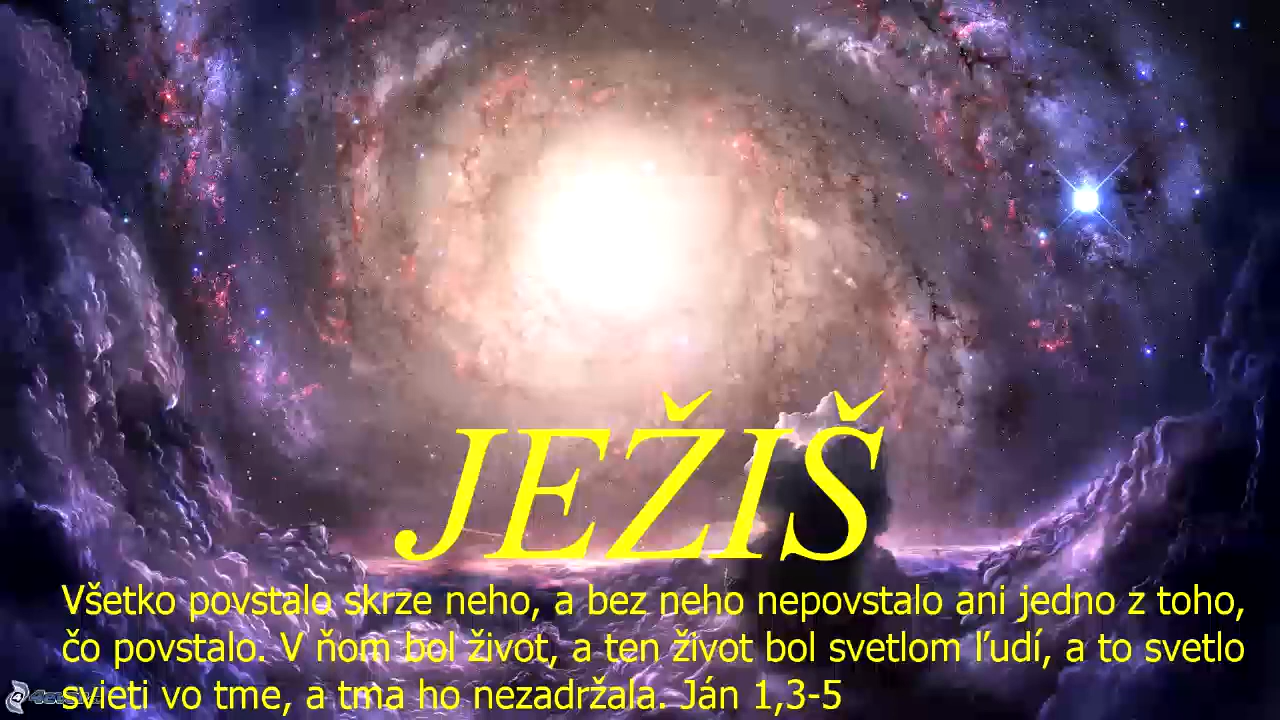 JEŽIŠ
Všetko povstalo skrze neho, a bez neho nepovstalo ani jedno z toho,
čo povstalo. V ňom bol život, a ten život bol svetlom ľudí, a to svetlo
svieti vo tme, a tma ho nezadržala. Ján 1,3-5